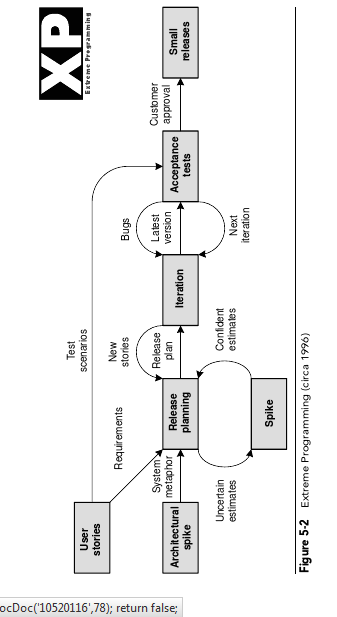 XP
Extreme Programming
Test
scenarios
User
stories
Requirements
Architectural
spike
System
metaphor
Release
planning
New
stories
Release
plan
Iteration
Bugs
Latest
version
Next
iteration
Acceptance
tests
Customer
approval
Small
releases
Uncertain
estimates
Confident
estimates
Spike
Figure 5-2 Extreme Programming (circa 1996)
ocDoc('10520116',78); return false;